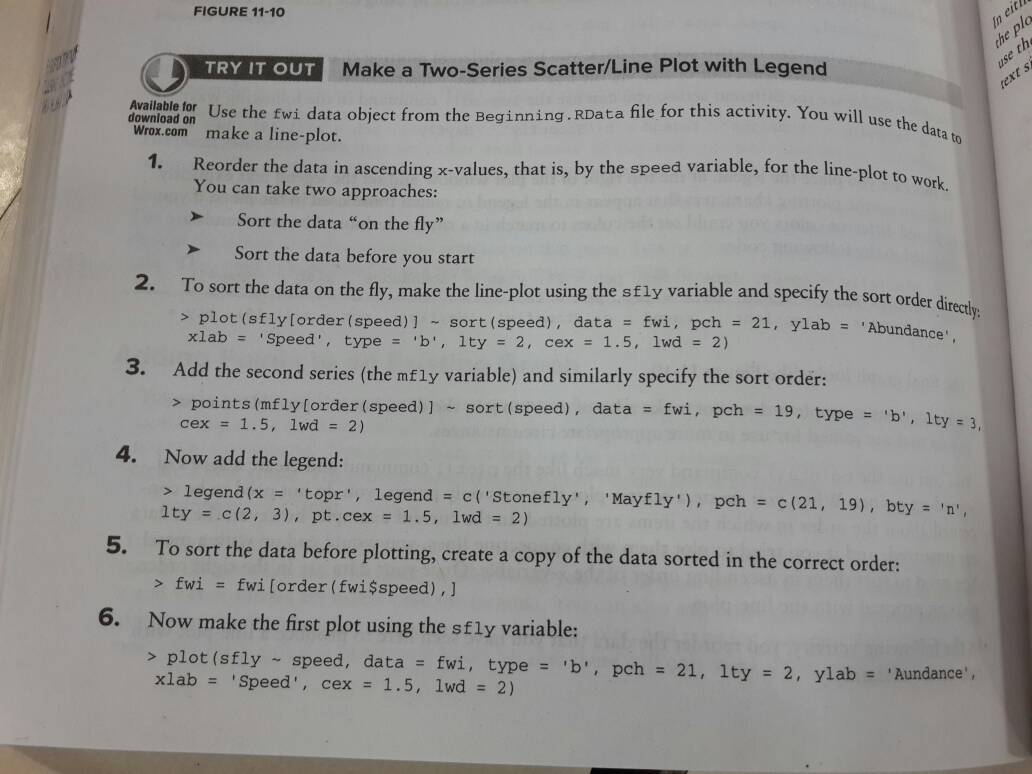 FIGURE 11-10
TRY IT OUT Make a Two-Series Scatter/Line Plot with Legend
Available for
download on
Wrox.com
Use the fwi data object from the Beginning.RData file for this activity. You will use the data to
make a line-plot.
1. Reorder the data in ascending x-values, that is, by the speed variable, for the line-plot to work.
You can take two approaches:
➤ Sort the data “on the fly”
➤ Sort the data before you start
2. To sort the data on the fly, make the line-plot using the sfly variable and specify the sort order directly:
> plot(sfly[order(speed)] ~ sort(speed), data = fwi, pch = 21, ylab = 'Abundance',
xlab = 'Speed', type = 'b', lty = 2, cex = 1.5, lwd = 2)
3. Add the second series (the mfly variable) and similarly specify the sort order:
> points(mfly[order(speed)] ~ sort(speed), data = fwi, pch = 19, type = 'b', lty = 3,
cex = 1.5, lwd = 2)
4. Now add the legend:
> legend(x = 'topr', legend = c('Stonefly', 'Mayfly'), pch = c(21, 19), bty = 'n',
lty = c(2, 3), pt.cex = 1.5, lwd = 2)
5. To sort the data before plotting, create a copy of the data sorted in the correct order:
> fwi = fwi[order(fwi$speed),]
6. Now make the first plot using the sfly variable:
> plot(sfly ~ speed, data = fwi, type = 'b', pch = 21, lty = 2, ylab = 'Aundance',
xlab = 'Speed', cex = 1.5, lwd = 2)
In
the
use
text